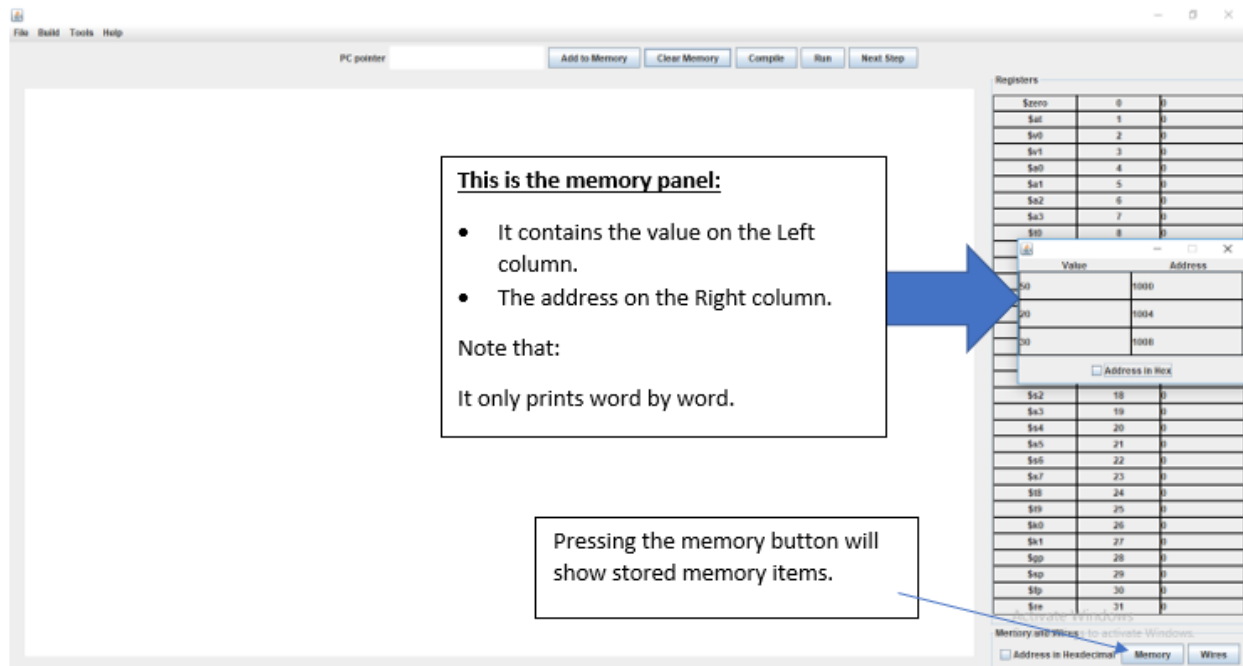 File Build Tools Help
PC pointer Add to Memory Clear Memory Compile Run Next Step
Registers
$zero 0 0
$at 1 0
$v0 2 0
$v1 3 0
$a0 4 0
$a1 5 0
$a2 6 0
$a3 7 0
$t0 8 0
This is the memory panel:
• It contains the value on the Left
column.
• The address on the Right column.
Note that:
It only prints word by word.
Value Address
50 1000
20 1004
30 1008
Address in Hex
$s2 18 0
$s3 19 0
$s4 20 0
$s5 21 0
$s6 22 0
$s7 23 0
$t8 24 0
$t9 25 0
$k0 26 0
$k1 27 0
$gp 28 0
$sp 29 0
$fp 30 0
$re 31 0
Pressing the memory button will
show stored memory items.
Activate Windows
to activate Windows.
Memory and Wires
Address in Hexdecimal Memory Wires